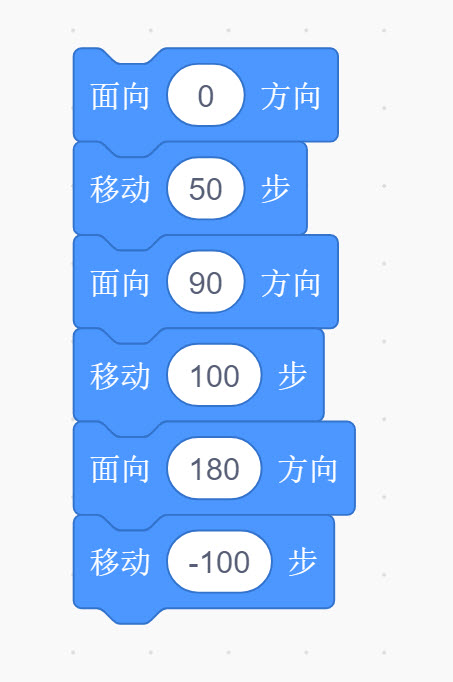 面向 0 方向
移动 50 步
面向 90 方向
移动 100 步
面向 180 方向
移动 -100 步